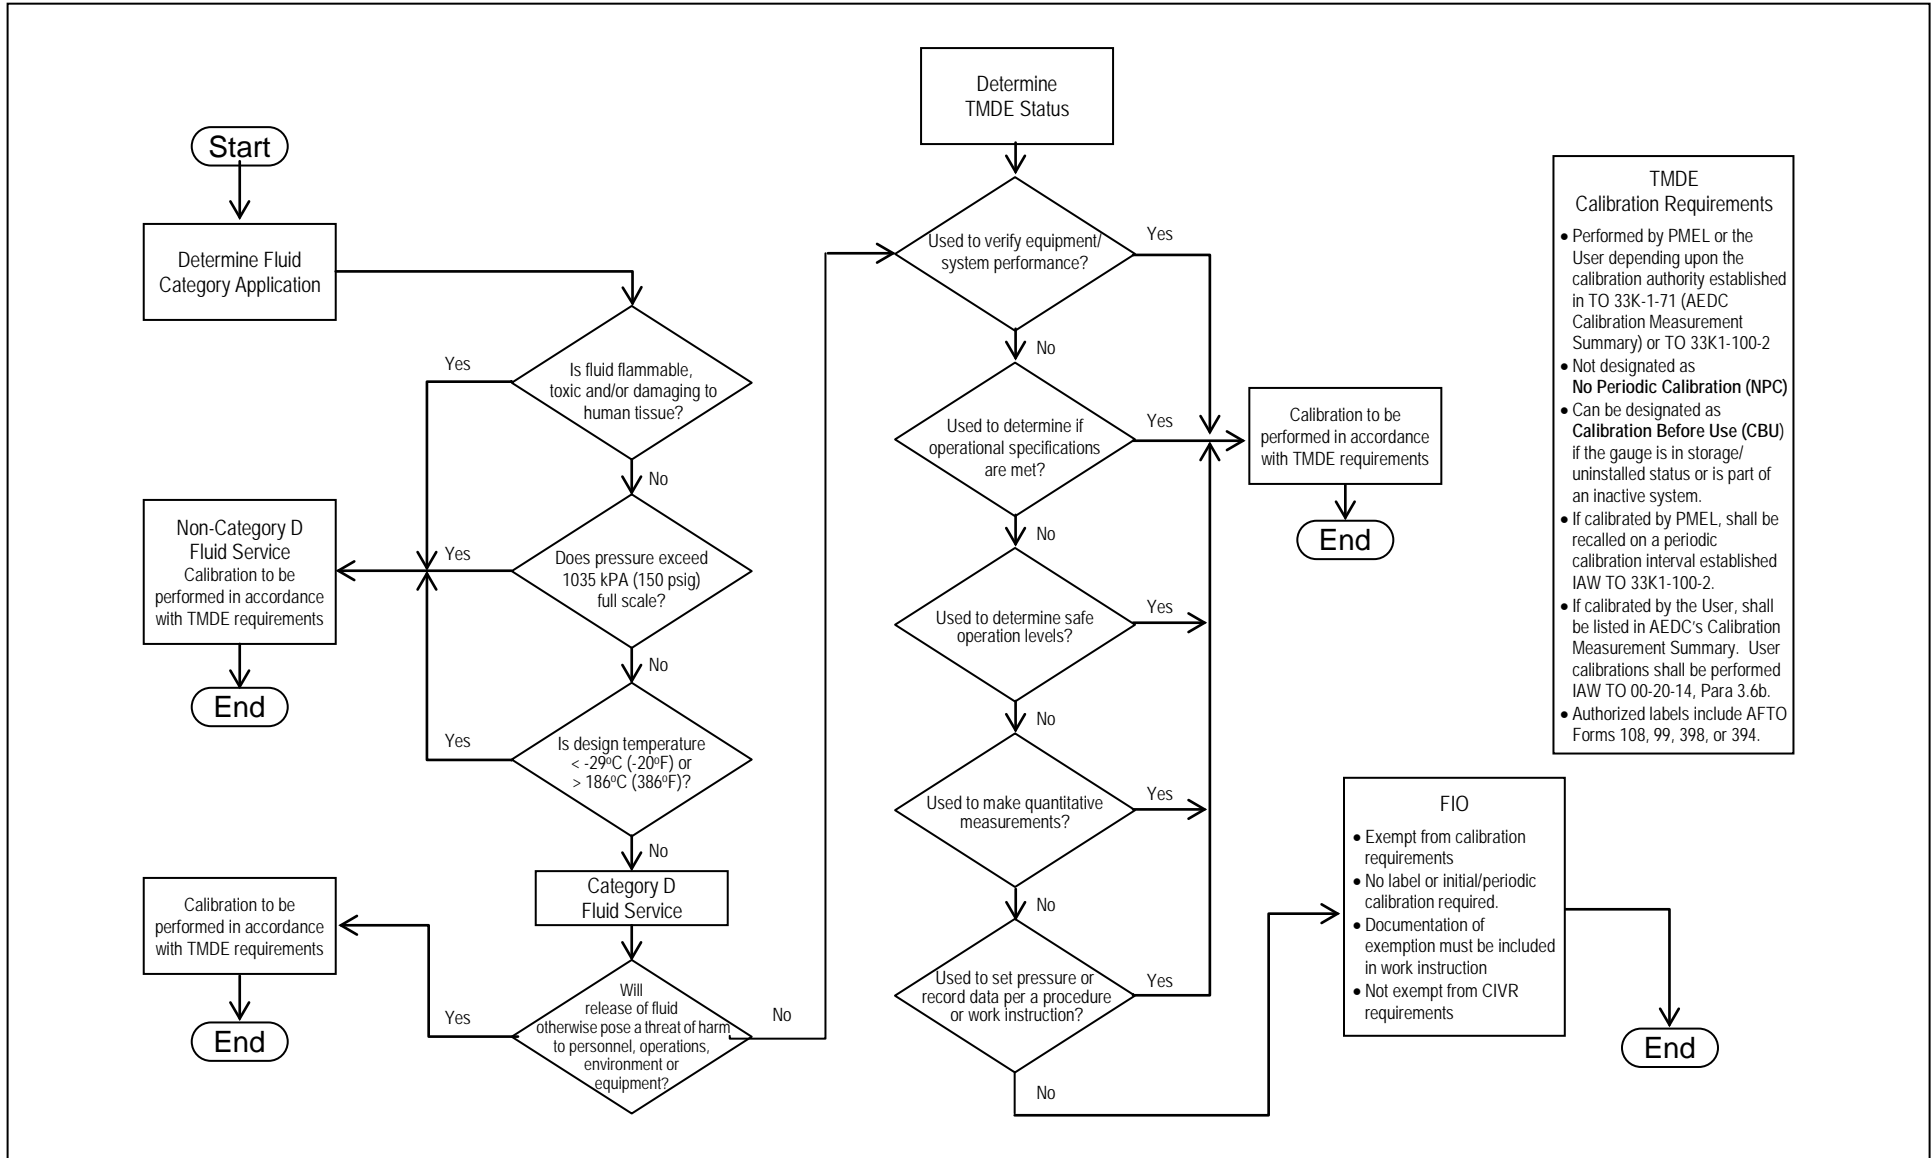 Start
Determine Fluid
Category Application
Is fluid flammable,
toxic and/or damaging to
human tissue?
Yes
No
Does pressure exceed
1035 kPA (150 psig)
full scale?
Yes
No
Non-Category D
Fluid Service
Calibration to be
performed in accordance
with TMDE requirements
End
Is design temperature
< -29ºC (-20ºF) or
> 186ºC (386ºF)?
Yes
No
Category D
Fluid Service
Will
release of fluid
otherwise pose a threat of harm
to personnel, operations,
environment or
equipment?
Yes
No
Calibration to be
performed in accordance
with TMDE requirements
End
Determine
TMDE Status
Used to verify equipment/
system performance?
Yes
No
Used to determine if
operational specifications
are met?
Yes
No
Used to determine safe
operation levels?
Yes
No
Used to make quantitative
measurements?
Yes
No
Used to set pressure or
record data per a procedure
or work instruction?
Yes
No
Calibration to be
performed in accordance
with TMDE requirements
End
TMDE
Calibration Requirements
• Performed by PMEL or the
User depending upon the
calibration authority established
in TO 33K-1-71 (AEDC
Calibration Measurement
Summary) or TO 33K1-100-2
• Not designated as
No Periodic Calibration (NPC)
• Can be designated as
Calibration Before Use (CBU)
if the gauge is in storage/
uninstalled status or is part of
an inactive system.
• If calibrated by PMEL, shall be
recalled on a periodic
calibration interval established
IAW TO 33K1-100-2.
• If calibrated by the User, shall
be listed in AEDC's Calibration
Measurement Summary. User
calibrations shall be performed
IAW TO 00-20-14, Para 3.6b.
• Authorized labels include AFTO
Forms 108, 99, 398, or 394.
FIO
• Exempt from calibration
requirements
• No label or initial/periodic
calibration required.
• Documentation of
exemption must be included
in work instruction
• Not exempt from CIVR
requirements
End